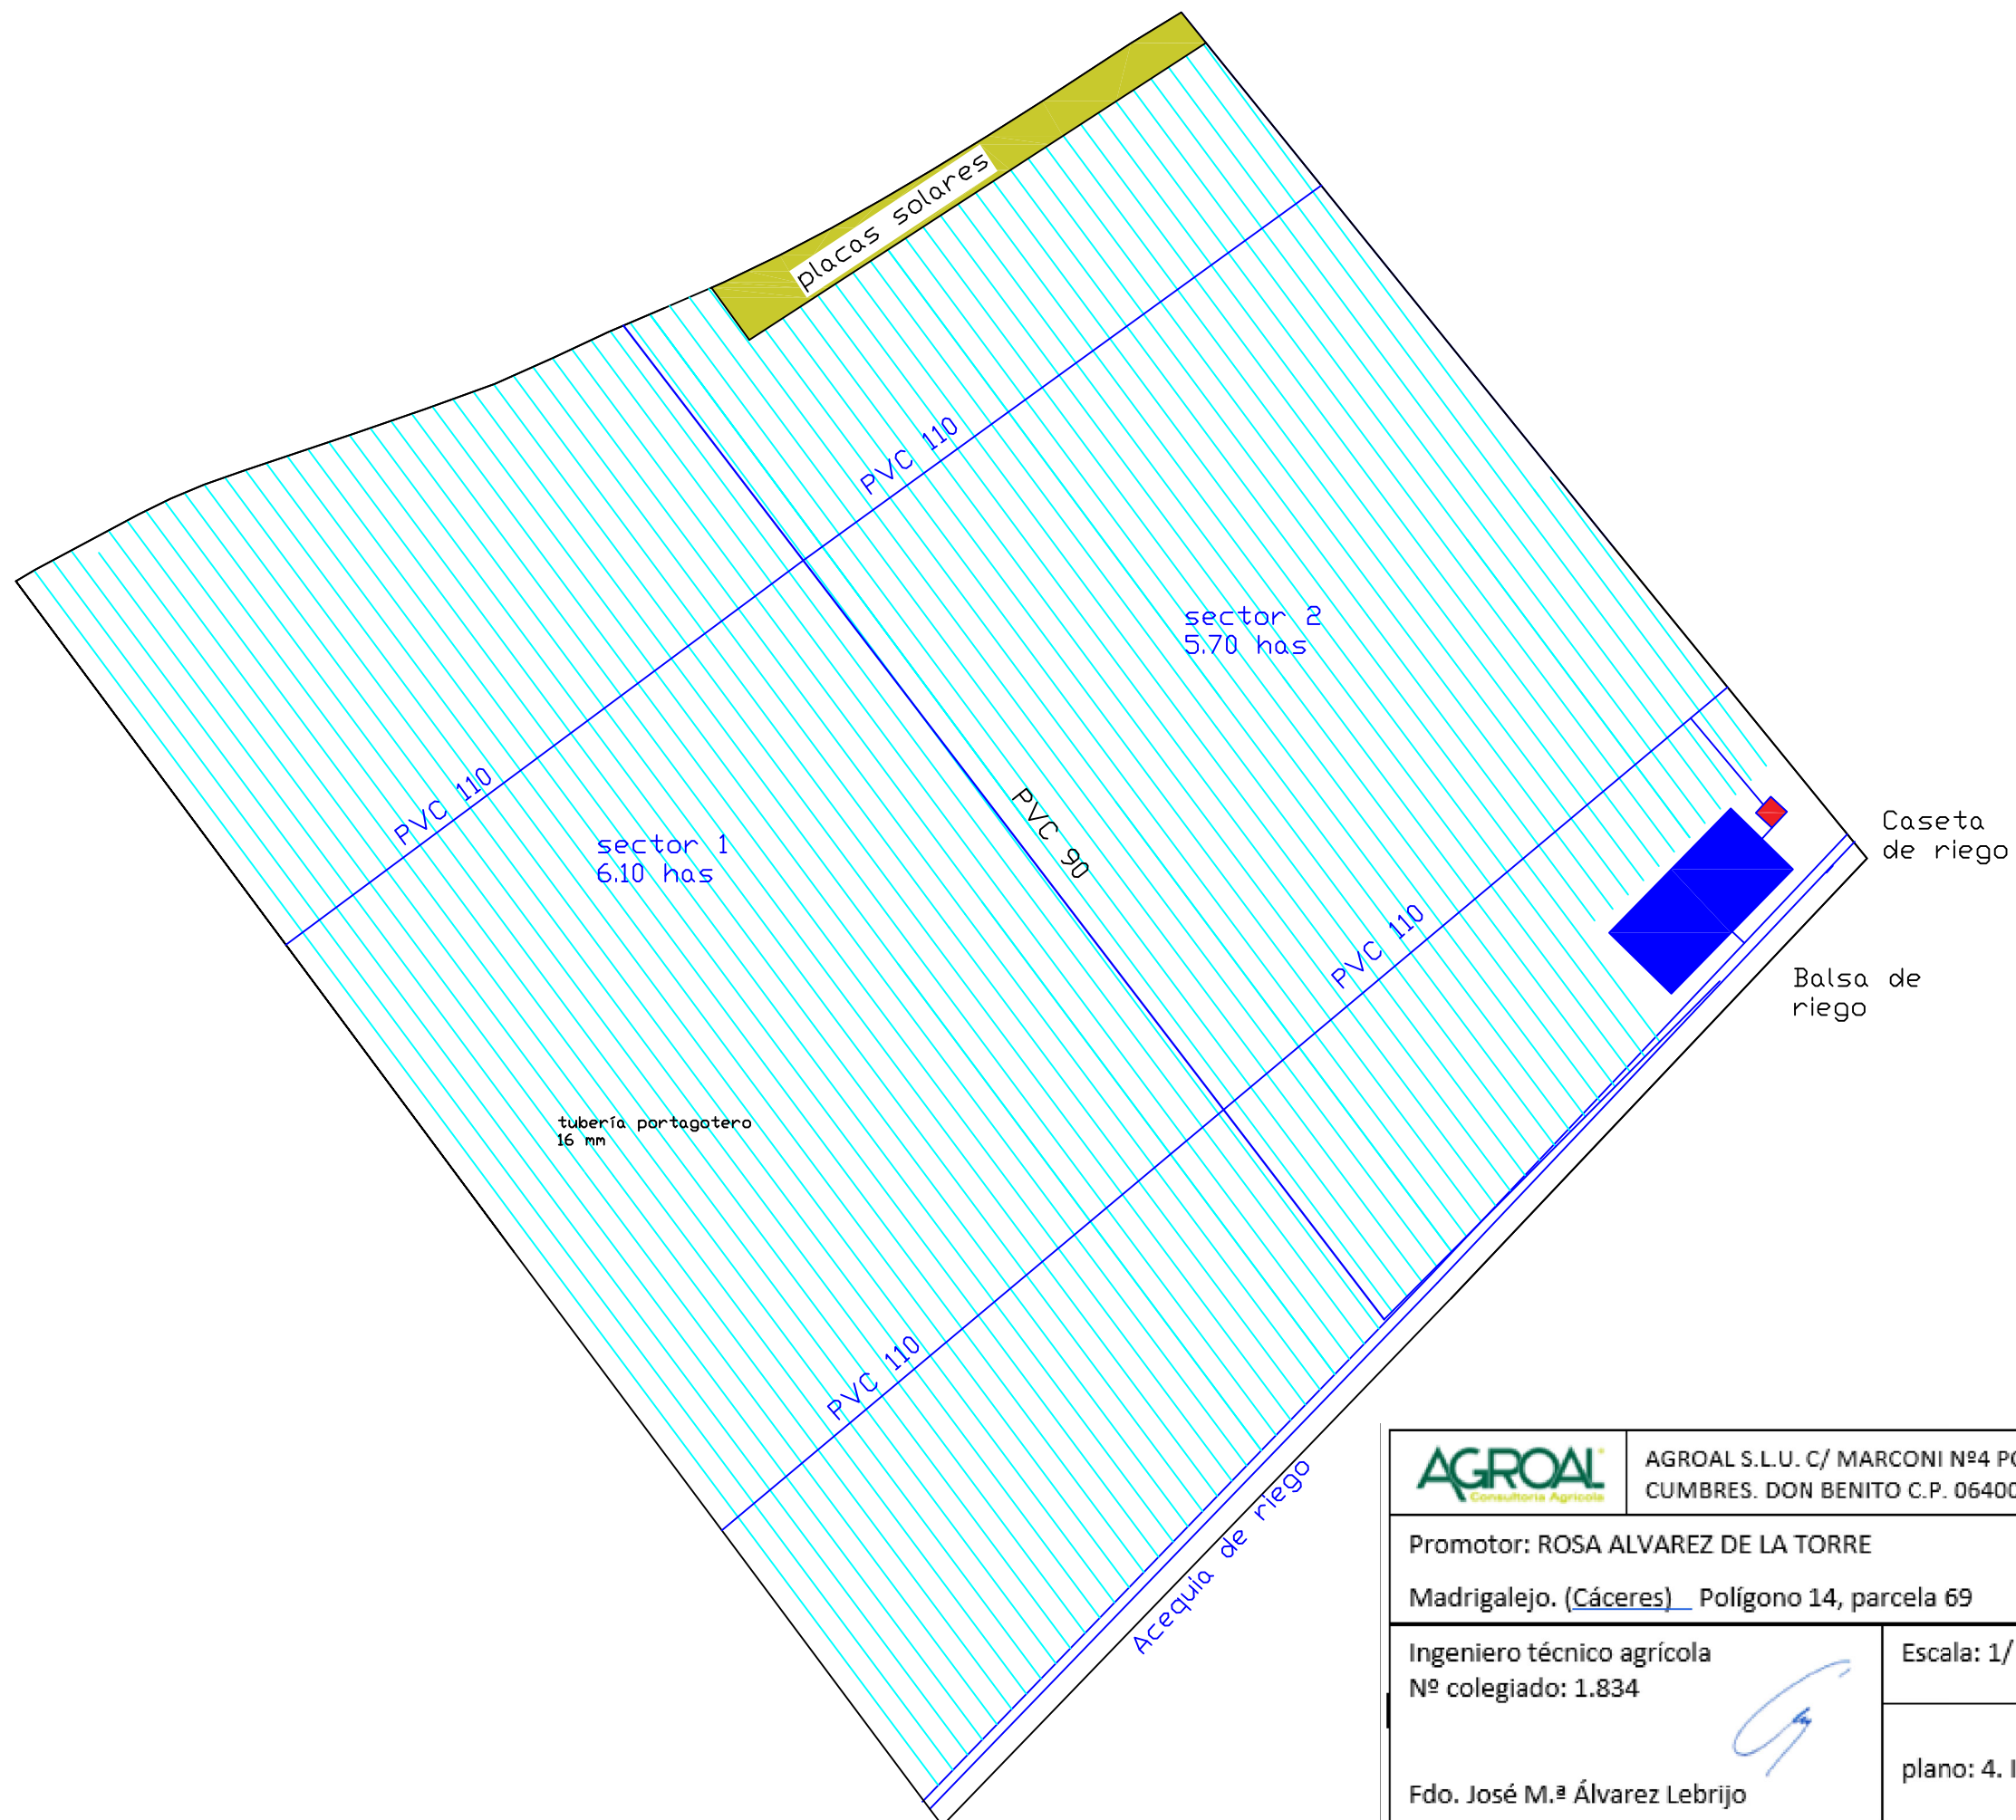 placas solares
PVC 110
sector 2
5.70 has
PVC 110
sector 1
6.10 has
PVC 90
Caseta
de riego
PVC 110
Balsa de
riego
tubería portagotero
16 mm
PVC 110
Acequia de riego
AGROAL
Consultoría Agrícola
AGROAL S.L.U. C/ MARCONI Nº4
CUMBRES. DON BENITO C.P. 06400
Promotor: ROSA ALVAREZ DE LA TORRE
Madrigalejo. (Cáceres) Polígono 14, parcela 69
Ingeniero técnico agrícola
Nº colegiado: 1.834
Escala: 1/
plano: 4.
Fdo. José M.ª Álvarez Lebrijo